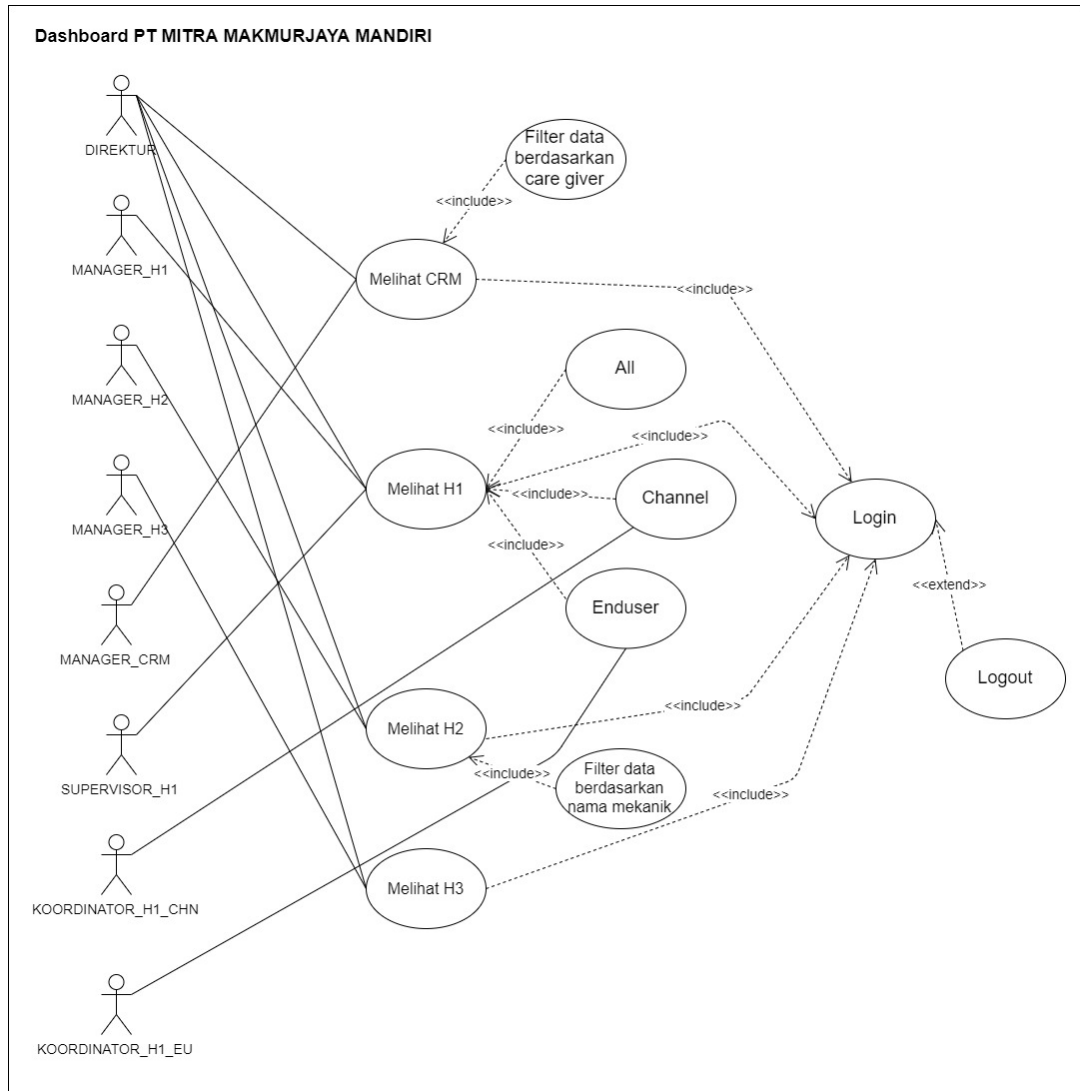 Dashboard PT MITRA MAKMURJAYA MANDIRI
DIREKTUR
Filter data
berdasarkan
care giver
<<include>>
MANAGER_H1
Melihat CRM
<<include>>
MANAGER_H2
All
<<include>>
<<include>>
MANAGER_H3
Melihat H1
<<include>>
Channel
Login
<<include>>
<<extend>>
Enduser
MANAGER_CRM
Logout
<<include>>
Melihat H2
SUPERVISOR_H1
<<include>>
Filter data
berdasarkan
nama mekanik
<<include>>
Melihat H3
KOORDINATOR_H1_CHN
KOORDINATOR_H1_EU